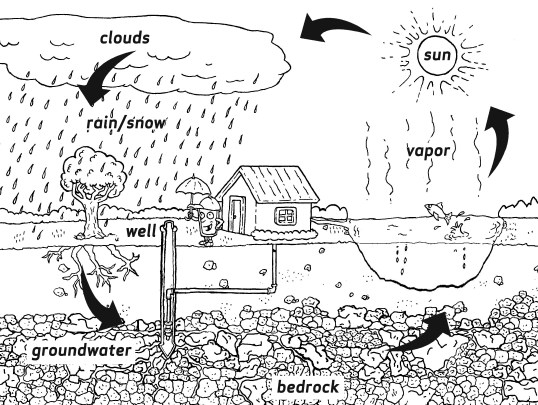 clouds
sun
rain/snow
vapor
well
groundwater
bedrock